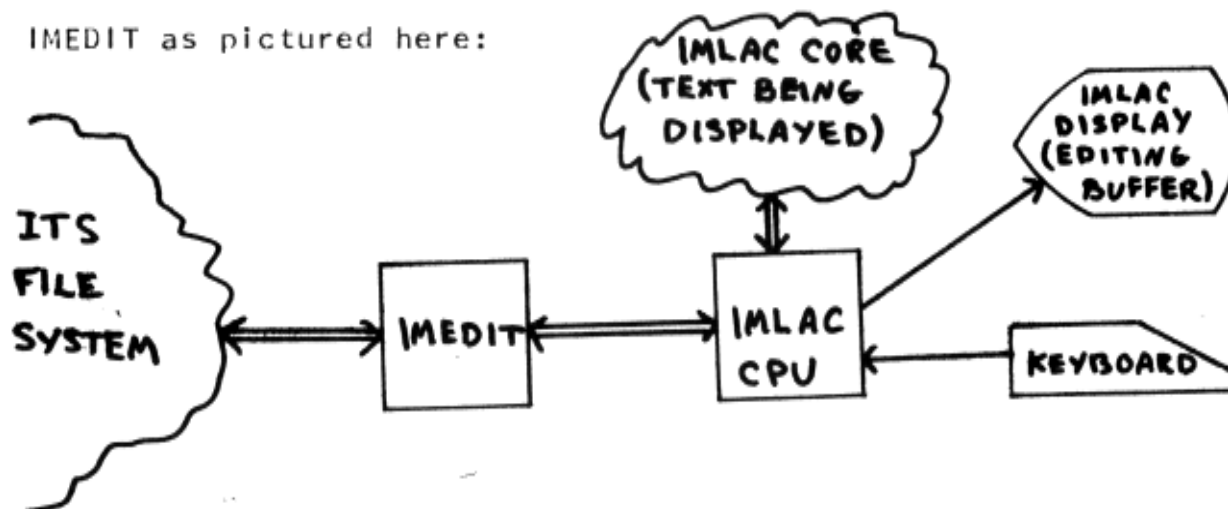 IMEDIT as pictured here:
IMLAC CORE
(TEXT BEING
DISPLAYED)
IMLAC
DISPLAY
(EDITING
BUFFER)
ITS
FILE
SYSTEM
IMEDIT
IMLAC
CPU
KEYBOARD